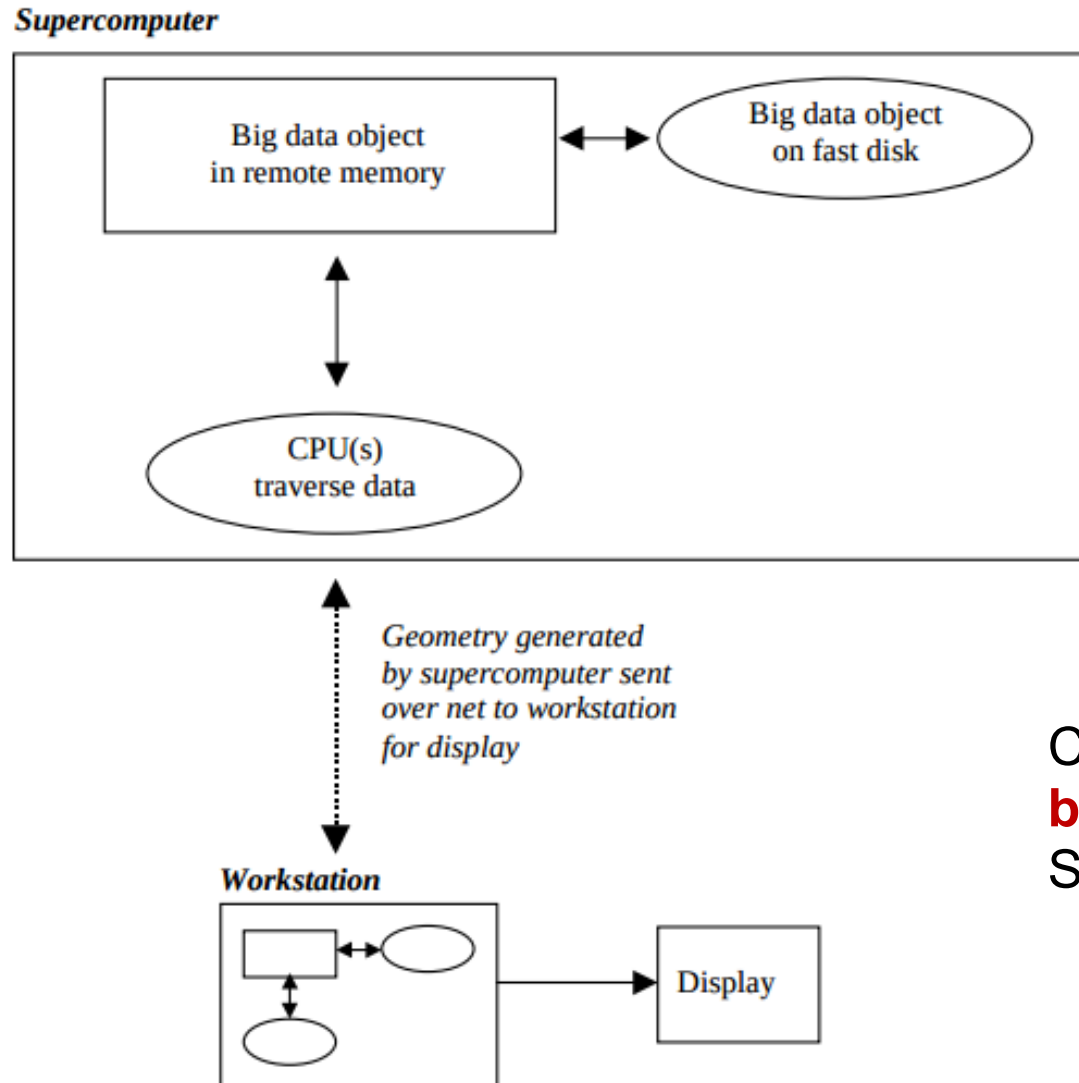 Supercomputer
Big data object
in remote memory
Big data object
on fast disk
CPU(s)
traverse data
Geometry generated
by supercomputer sent
over net to workstation
for display
C
b
S
Workstation
Display